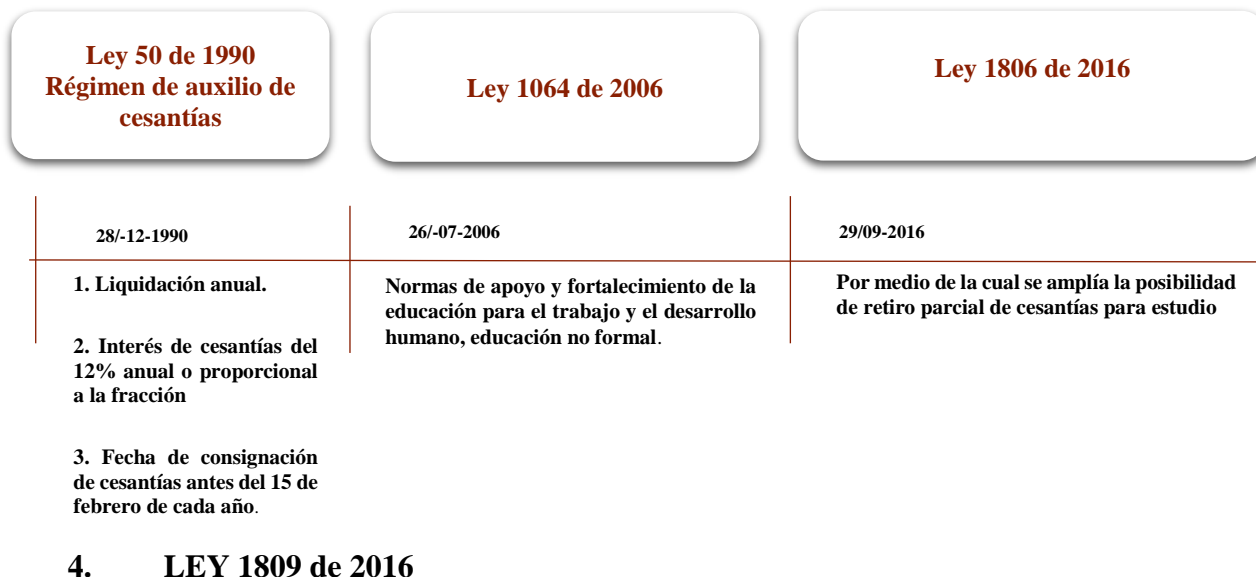 Ley 50 de 1990
Régimen de auxilio de
cesantías
Ley 1064 de 2006
Ley 1806 de 2016
28/-12-1990
26/-07-2006
29/09-2016
1. Liquidación anual.
2. Interés de cesantías del
12% anual o proporcional
a la fracción
3. Fecha de consignación
de cesantías antes del 15 de
febrero de cada año.
Normas de apoyo y fortalecimiento de la
educación para el trabajo y el desarrollo
humano, educación no formal.
Por medio de la cual se amplía la posibilidad
de retiro parcial de cesantías para estudio
4. LEY 1809 de 2016